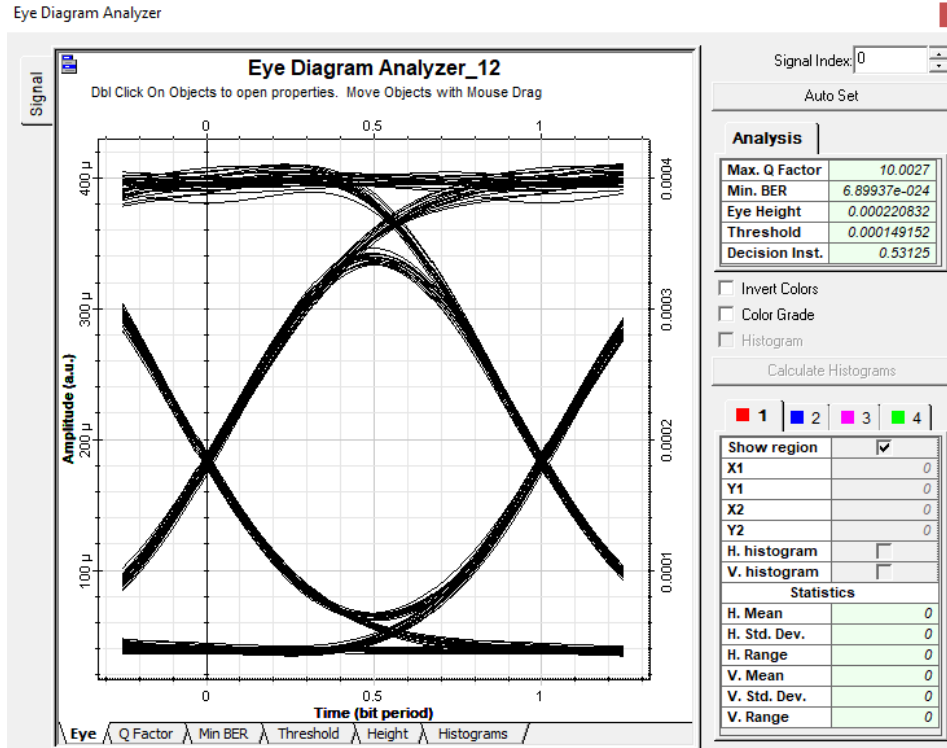 Eye Diagram Analyzer
Signal
Eye Diagram Analyzer_12
Dbl Click On Objects to open properties. Move Objects with Mouse Drag
0 0.5 1
400 µ
300 µ
200 µ
100 µ
Amplitude (a.u.)
0.0004
0.0003
0.0002
0.0001
0 0.5 1
Time (bit period)
Eye Q Factor Min BER Threshold Height Histograms
Signal Index: 0
Auto Set
Analysis
Max. Q Factor 10.0027
Min. BER 6.89937e-024
Eye Height 0.000220832
Threshold 0.000149152
Decision Inst. 0.53125
Invert Colors
Color Grade
Histogram
Calculate Histograms
1 2 3 4
Show region
X1 0
Y1 0
X2 0
Y2 0
H. histogram
V. histogram
Statistics
H. Mean 0
H. Std. Dev. 0
H. Range 0
V. Mean 0
V. Std. Dev. 0
V. Range 0